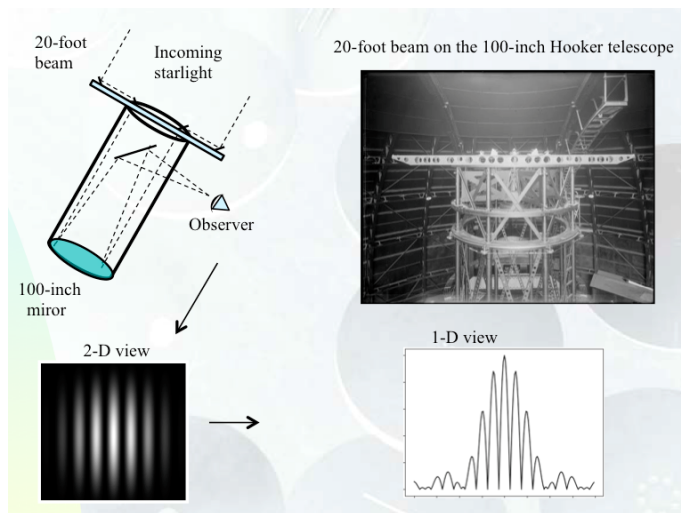 20-foot
beam
Incoming
starlight
20-foot beam on the 100-inch Hooker telescope
Observer
100-inch
miror
2-D view
1-D view